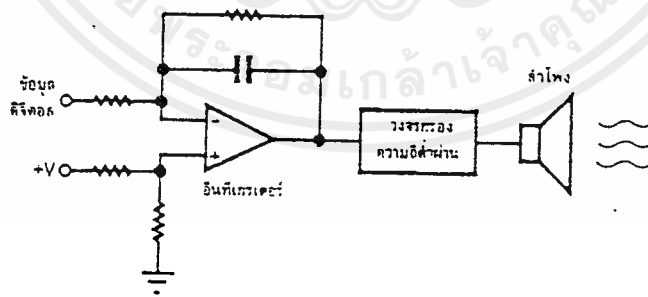 ข้อมูล
ดิจิตอล
+V
-
+
อินทีเกรเตอร์
วงจรกรอง
ความถี่ต่ำผ่าน
ลำโพง